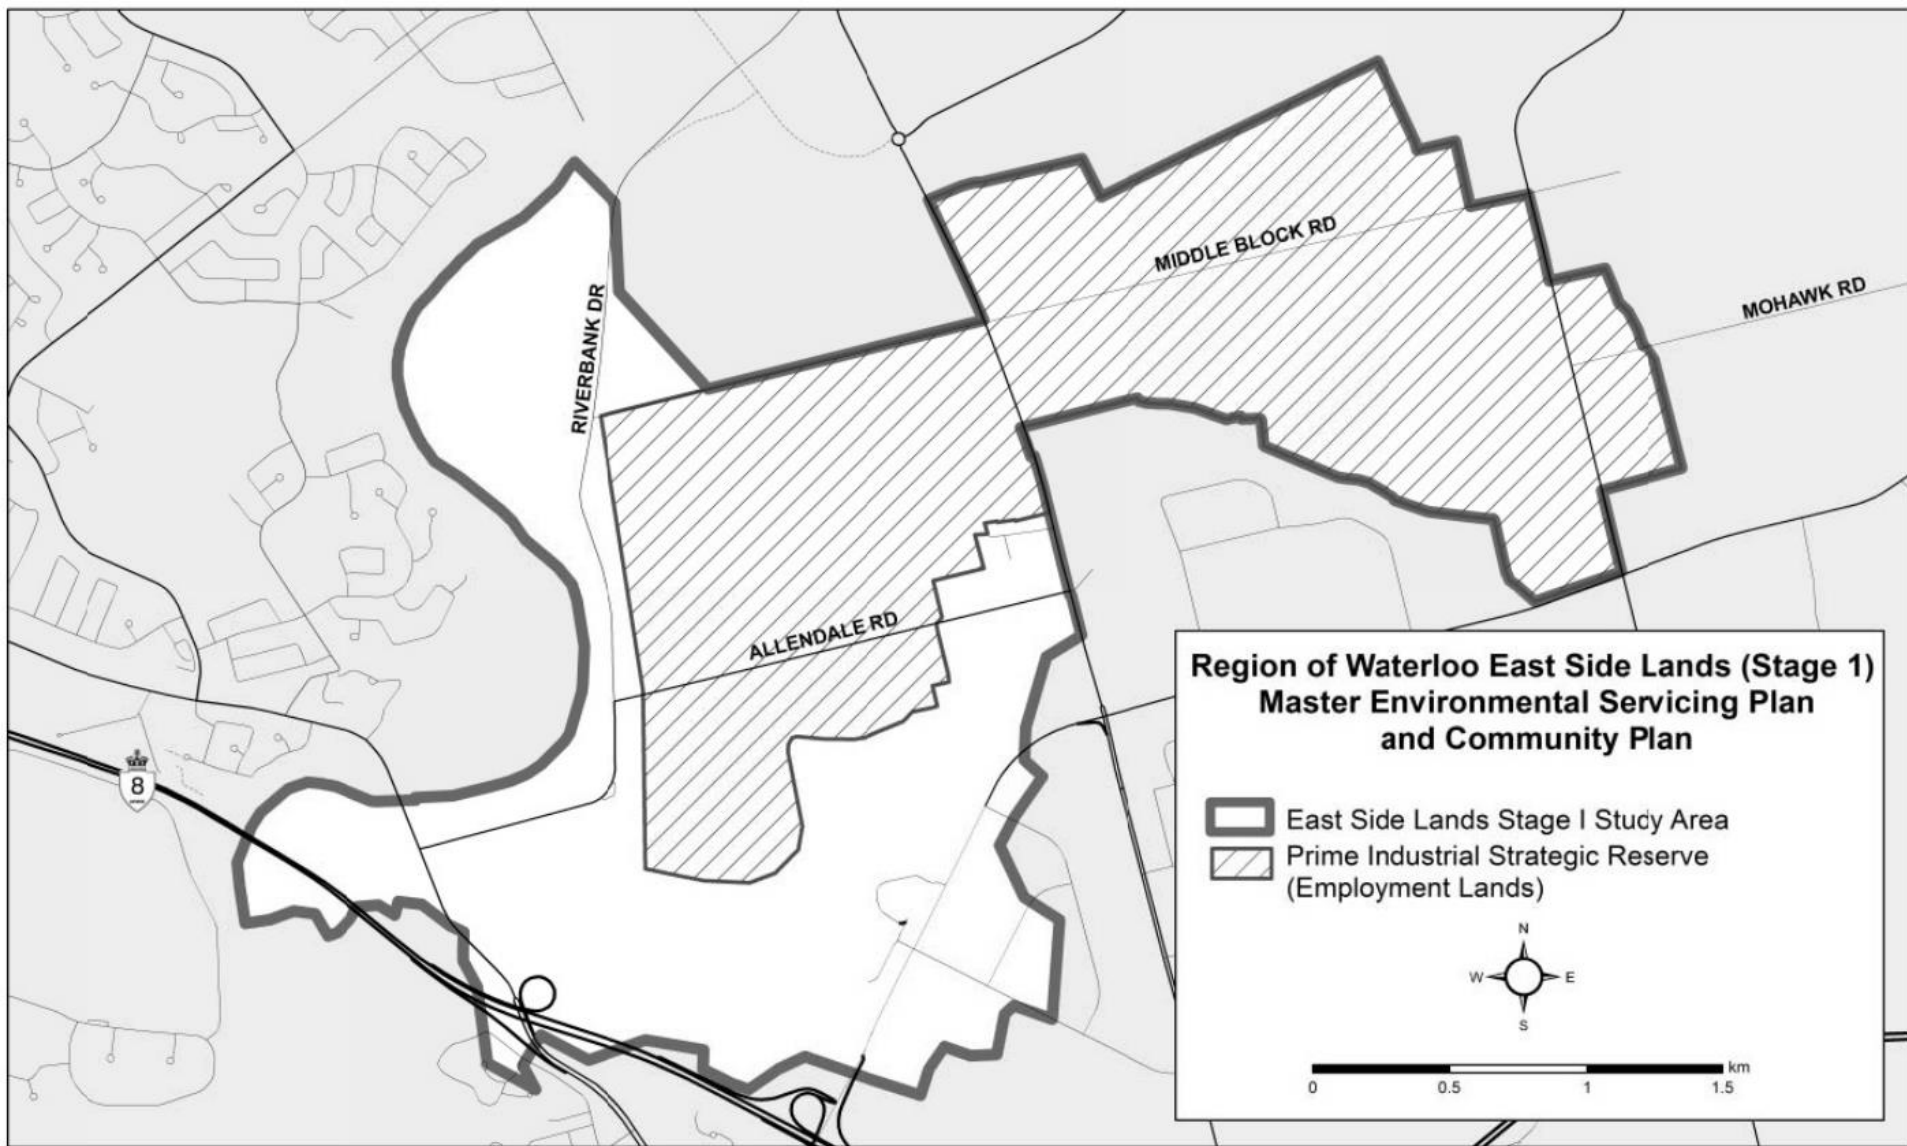 MIDDLE BLOCK RD
MOHAWK RD
RIVERBANK DR
ALLENDALE RD
8
Region of Waterloo East Side Lands (Stage 1)
Master Environmental Servicing Plan
and Community Plan
East Side Lands Stage I Study Area
Prime Industrial Strategic Reserve
(Employment Lands)
N
W E
S
km
0 0.5 1 1.5